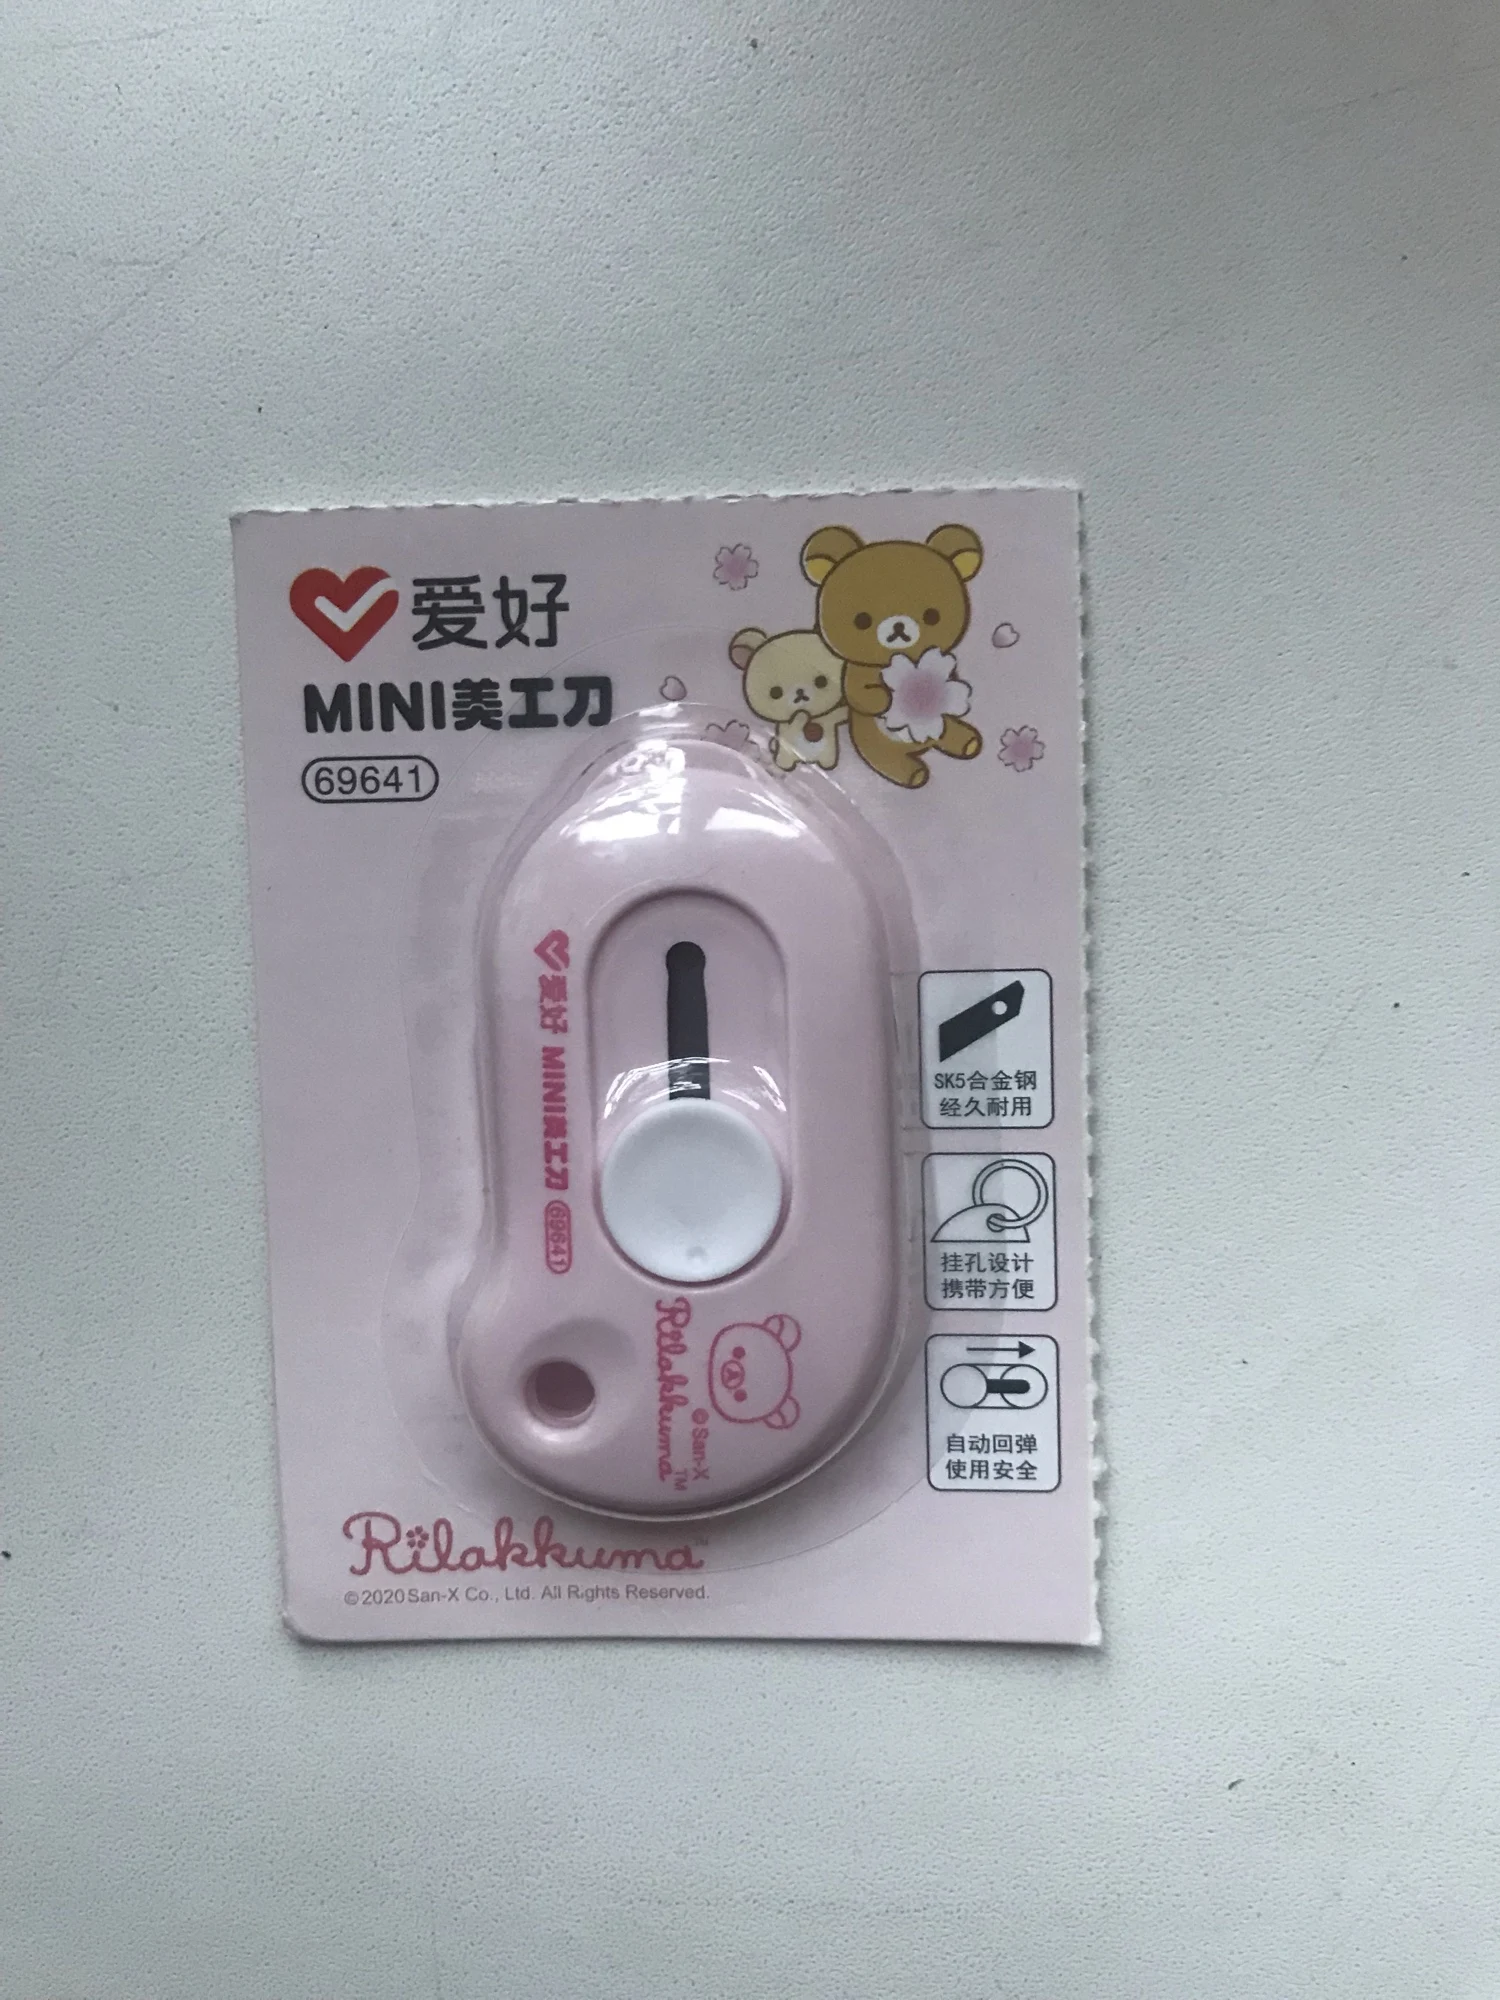 爱好
MINI美工刀
69641
爱好 MINI美工刀 69641
SK5合金钢
经久耐用
挂孔设计
携带方便
自动回弹
使用安全
Rilakkuma™
©San-X
Rilakkuma
©2020 San-X Co., Ltd. All Rights Reserved.